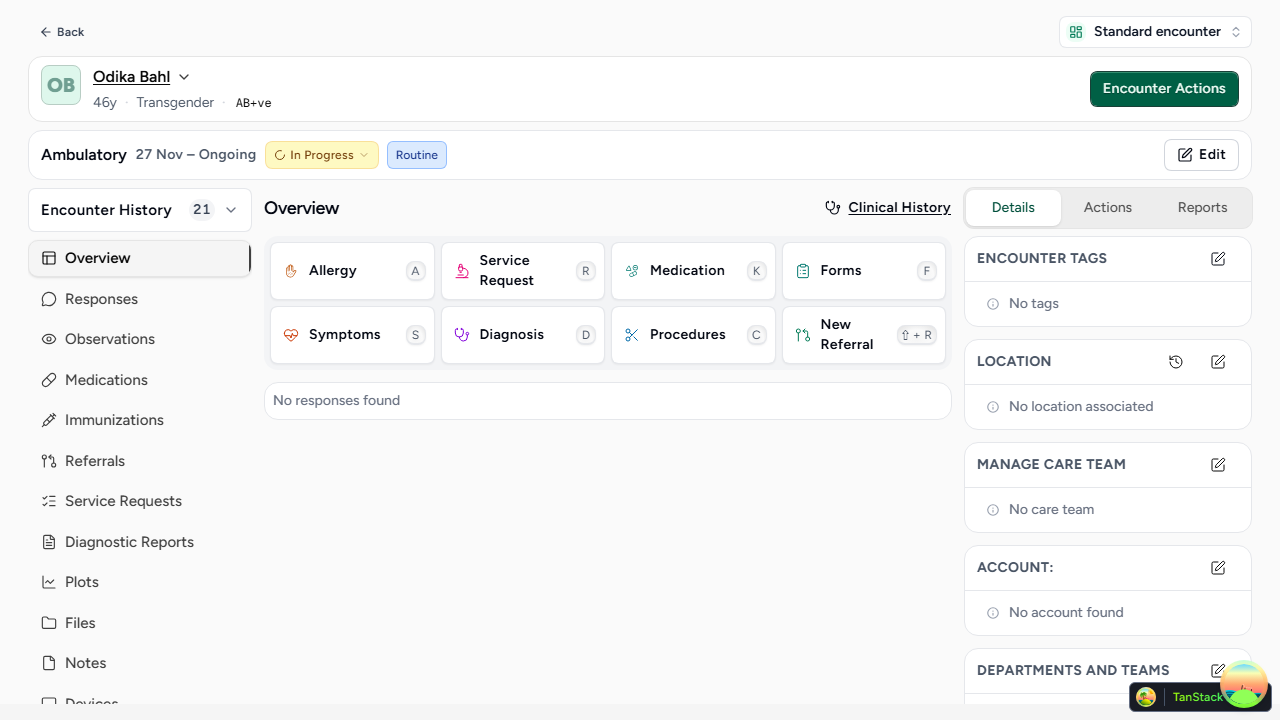 Back
Standard encounter
OB
Odika Bahl
46y · Transgender · AB+ve
Encounter Actions
Ambulatory 27 Nov – Ongoing In Progress Routine
Edit
Encounter History 21
Overview
Responses
Observations
Medications
Immunizations
Referrals
Service Requests
Diagnostic Reports
Plots
Files
Notes
Devices
Overview
Clinical History
Allergy A
Service Request R
Medication K
Forms F
Symptoms S
Diagnosis D
Procedures C
New Referral ⇧ + R
No responses found
Details
Actions
Reports
ENCOUNTER TAGS
No tags
LOCATION
No location associated
MANAGE CARE TEAM
No care team
ACCOUNT:
No account found
DEPARTMENTS AND TEAMS
TanStack